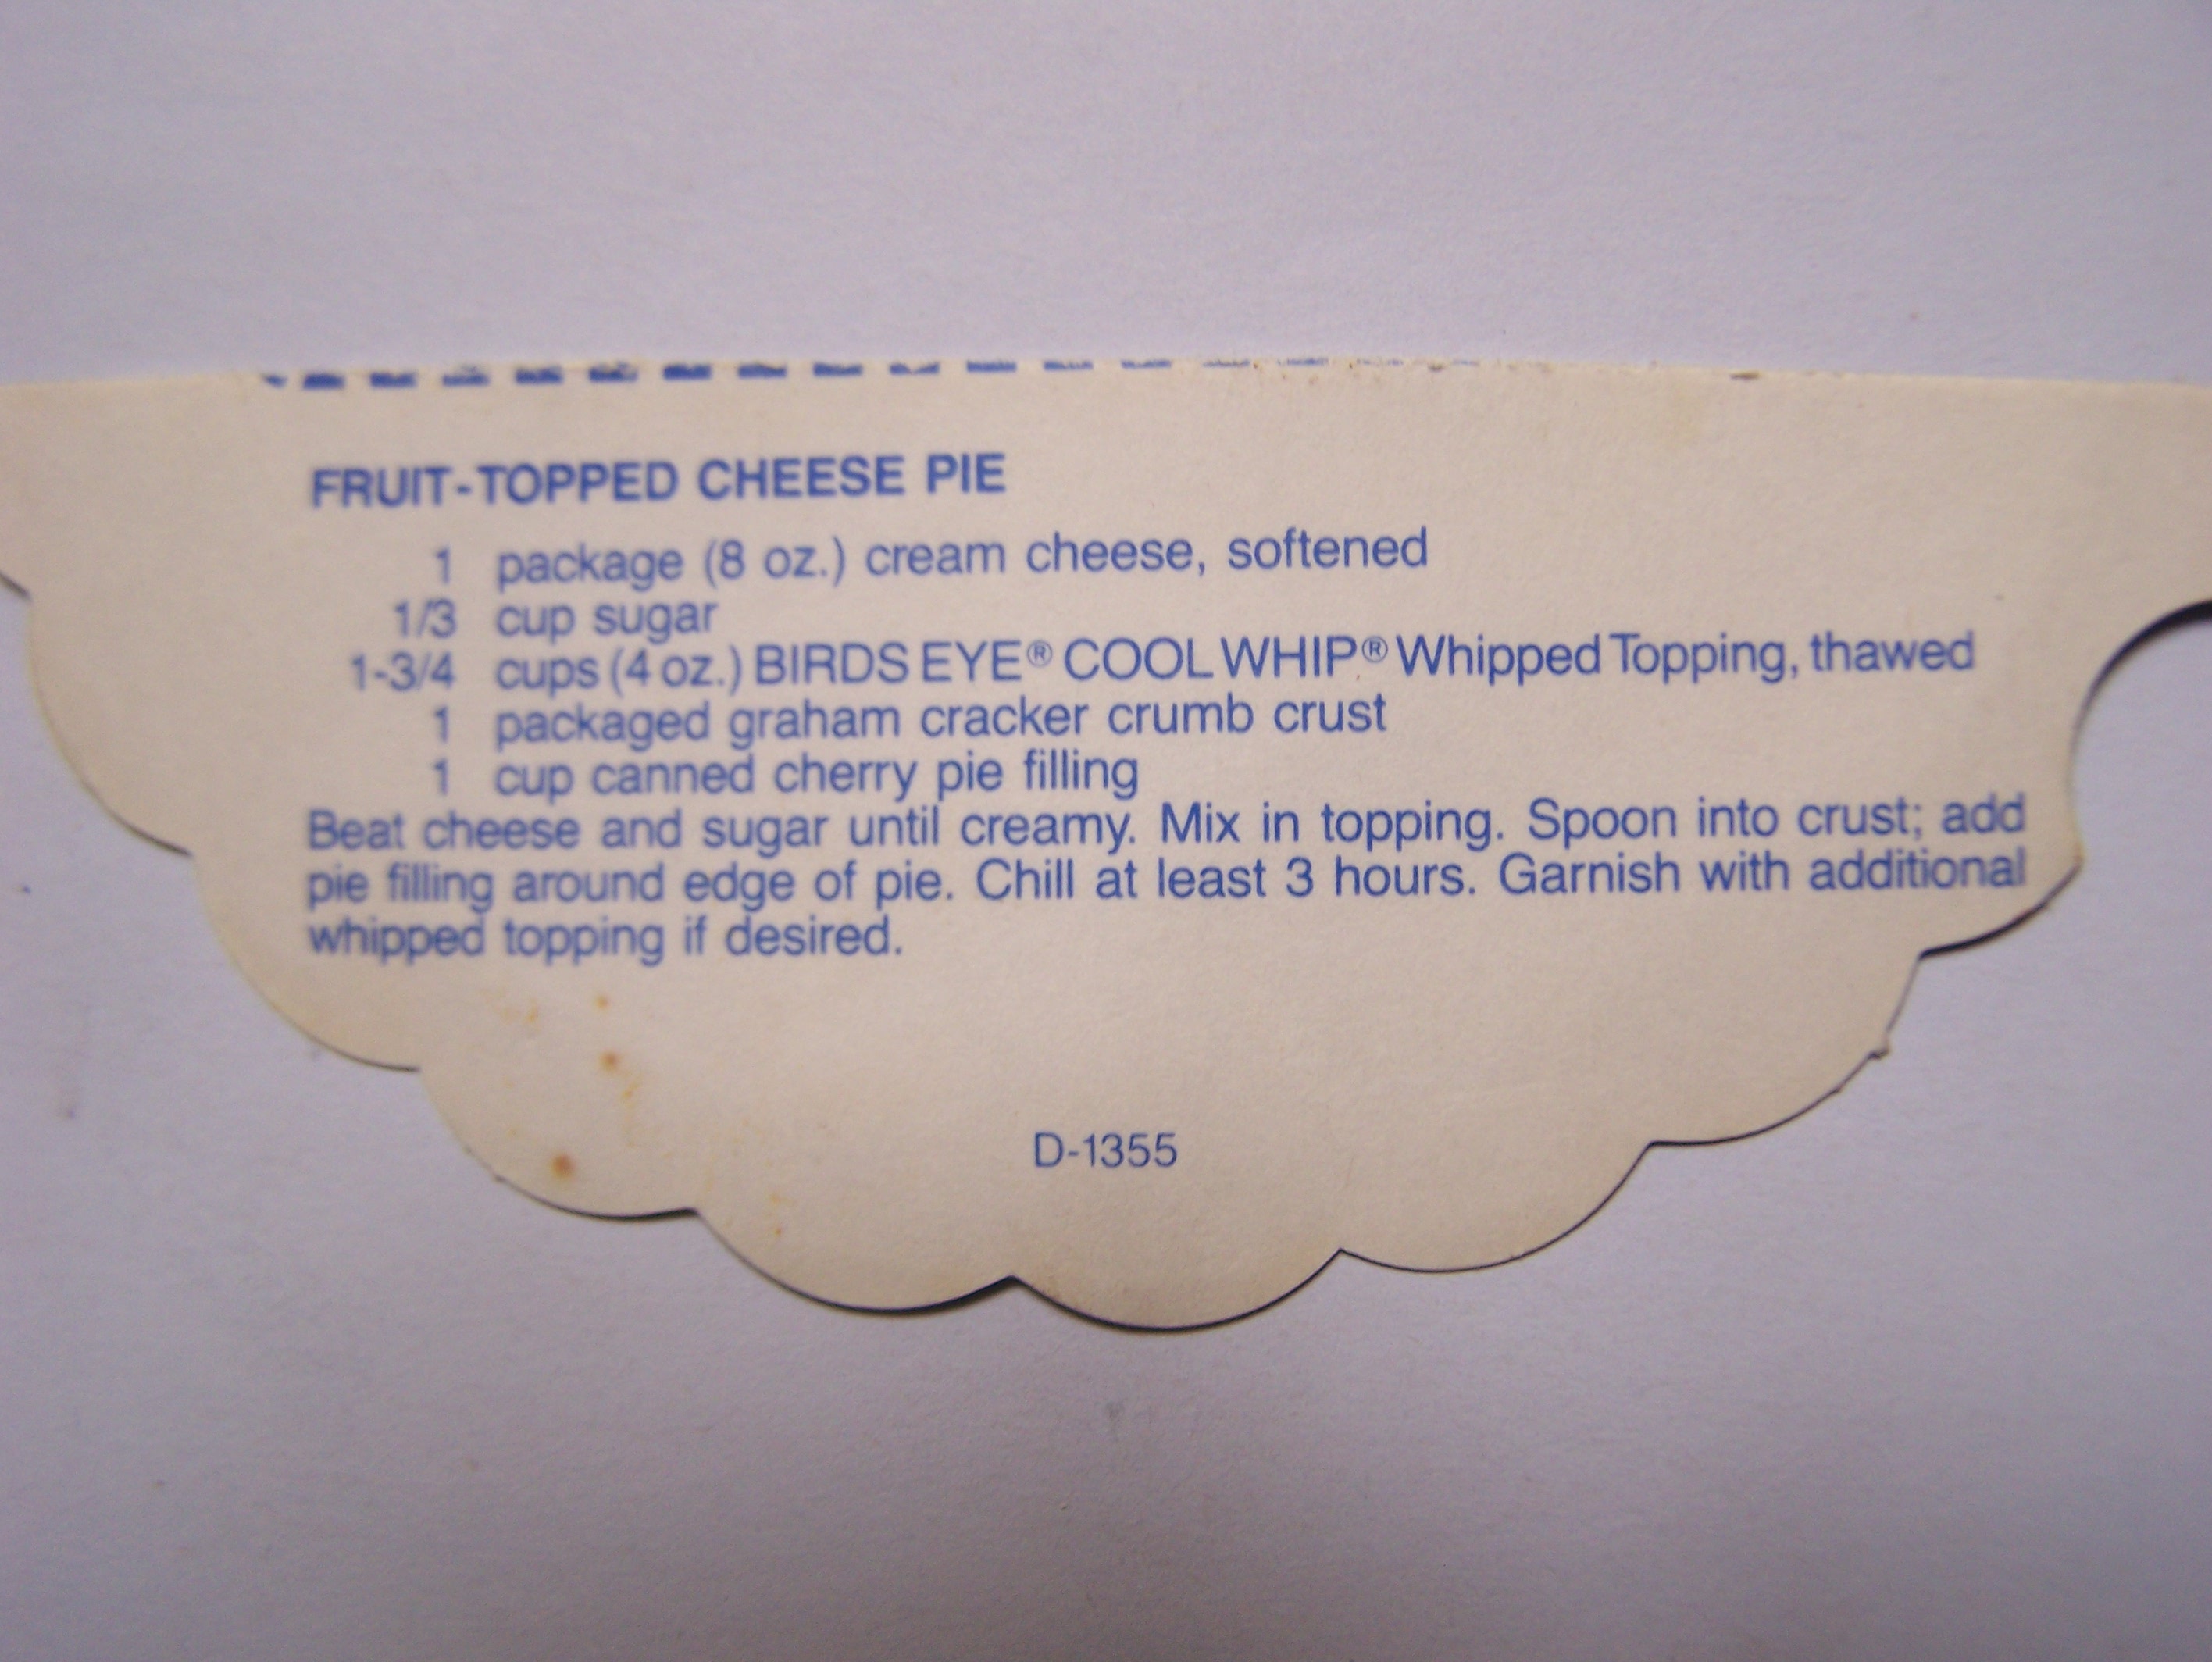 FRUIT-TOPPED CHEESE PIE
1 package (8 oz.) cream cheese, softened
1/3 cup sugar
1-3/4 cups (4 oz.) BIRDS EYE® COOL WHIP® Whipped Topping, thawed
1 packaged graham cracker crumb crust
1 cup canned cherry pie filling
Beat cheese and sugar until creamy. Mix in topping. Spoon into crust; add
pie filling around edge of pie. Chill at least 3 hours. Garnish with additional
whipped topping if desired.
D-1355